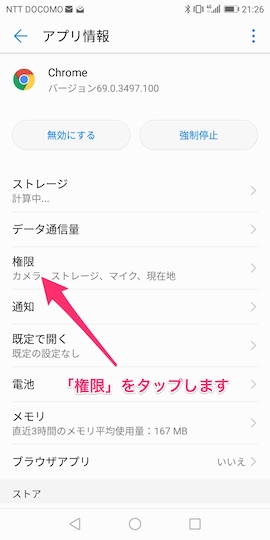 NTT DOCOMO 21:26
アプリ情報
Chrome
バージョン69.0.3497.100
無効にする 強制停止
ストレージ
計算中...
データ通信量
権限
カメラ、ストレージ、マイク、現在地
通知
既定で開く
既定の設定なし
電池 「権限」をタップします
メモリ
直近3時間のメモリ平均使用量：167 MB
ブラウザアプリ いいえ
ストア